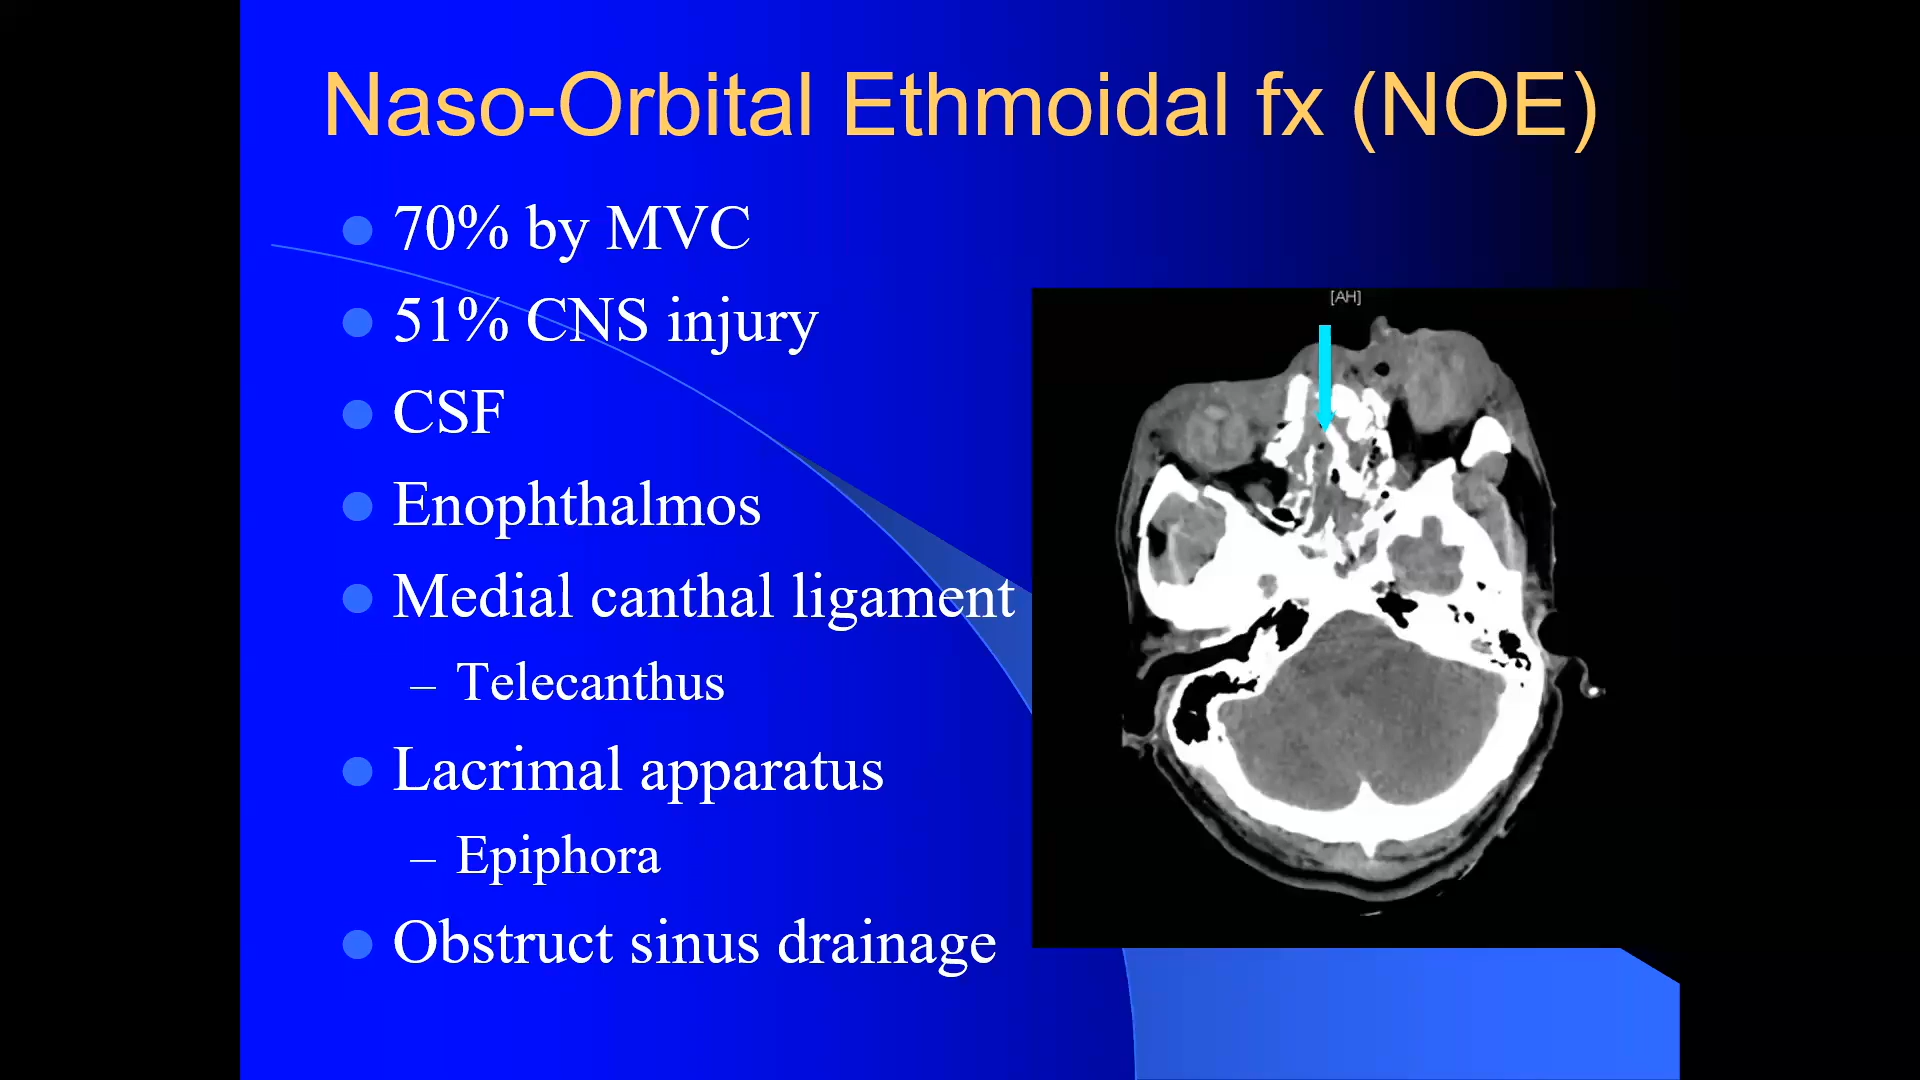 Naso-Orbital Ethmoidal fx (NOE)
70% by MVC
51% CNS injury
CSF
Enophthalmos
Medial canthal ligament
– Telecanthus
Lacrimal apparatus
– Epiphora
Obstruct sinus drainage
[AH]